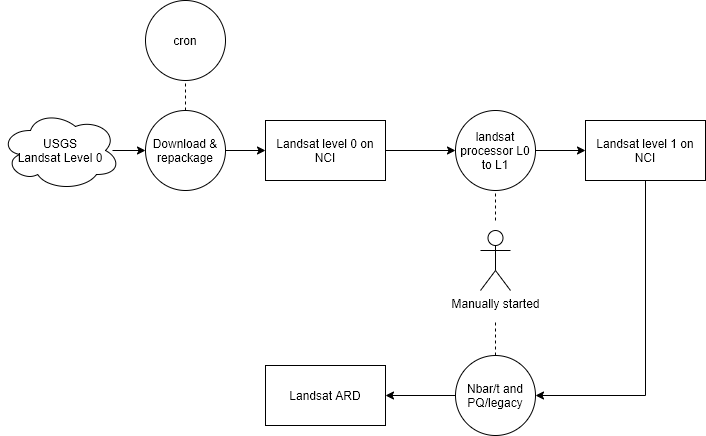 cron
USGS
Landsat Level 0
Download &
repackage
Landsat level 0 on
NCI
landsat
processor L0
to L1
Landsat level 1 on
NCI
Manually started
Landsat ARD
Nbar/t and
PQ/legacy